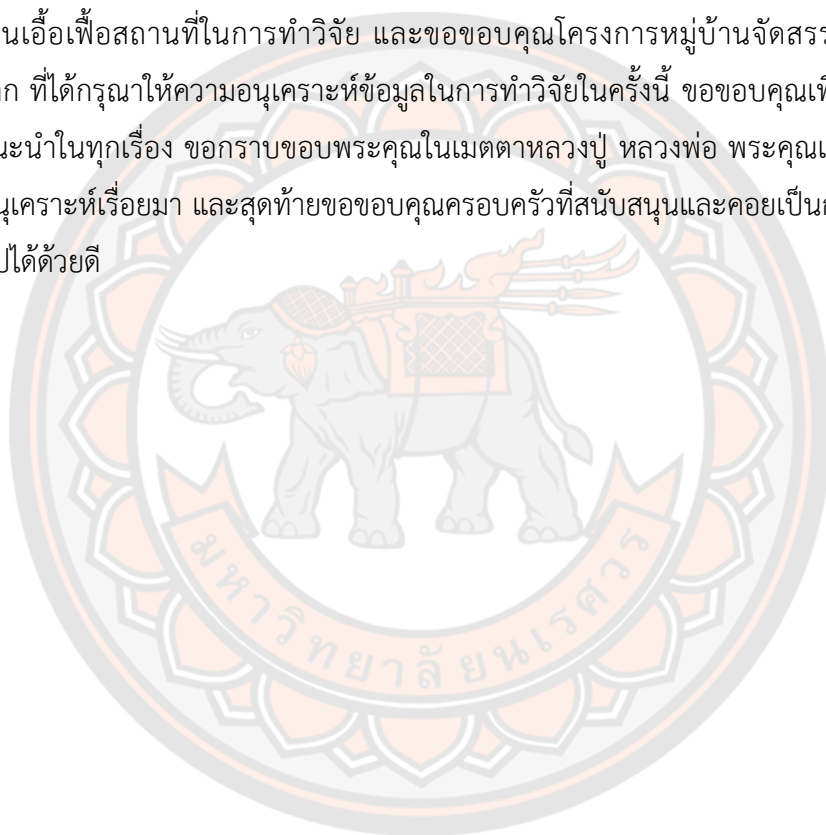 นเอื้อเฟื้อสถานที่ในการทำวิจัย และขอขอบคุณโครงการหมู่บ้านจัดสรร
ก ที่ได้กรุณาให้ความอนุเคราะห์ข้อมูลในการทำวิจัยในครั้งนี้ ขอขอบคุณเพื
นะนำในทุกเรื่อง ขอกราบขอบพระคุณในเมตตาหลวงปู่ หลวงพ่อ พระคุณเ
นุเคราะห์เรื่อยมา และสุดท้ายขอขอบคุณครอบครัวที่สนับสนุนและคอยเป็นก
ปได้ด้วยดี
มหาวิทยาลัยนเรศวร